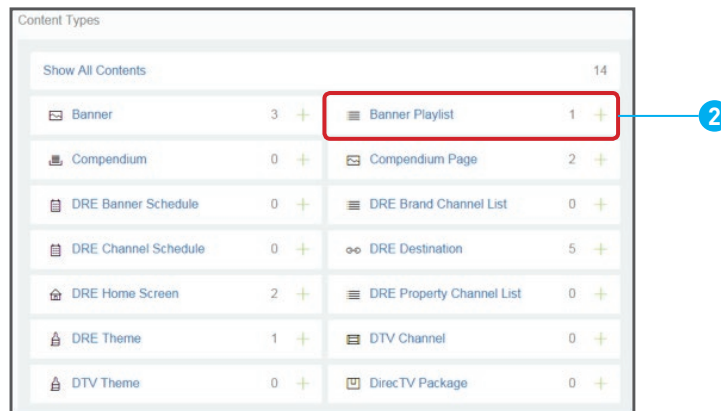 Content Types
Show All Contents 14
Banner 3 + Banner Playlist 1 +
2
Compendium 0 + Compendium Page 2 +
DRE Banner Schedule 0 + DRE Brand Channel List 0 +
DRE Channel Schedule 0 + DRE Destination 5 +
DRE Home Screen 2 + DRE Property Channel List 0 +
DRE Theme 1 + DTV Channel 0 +
DTV Theme 0 + DirecTV Package 0 +